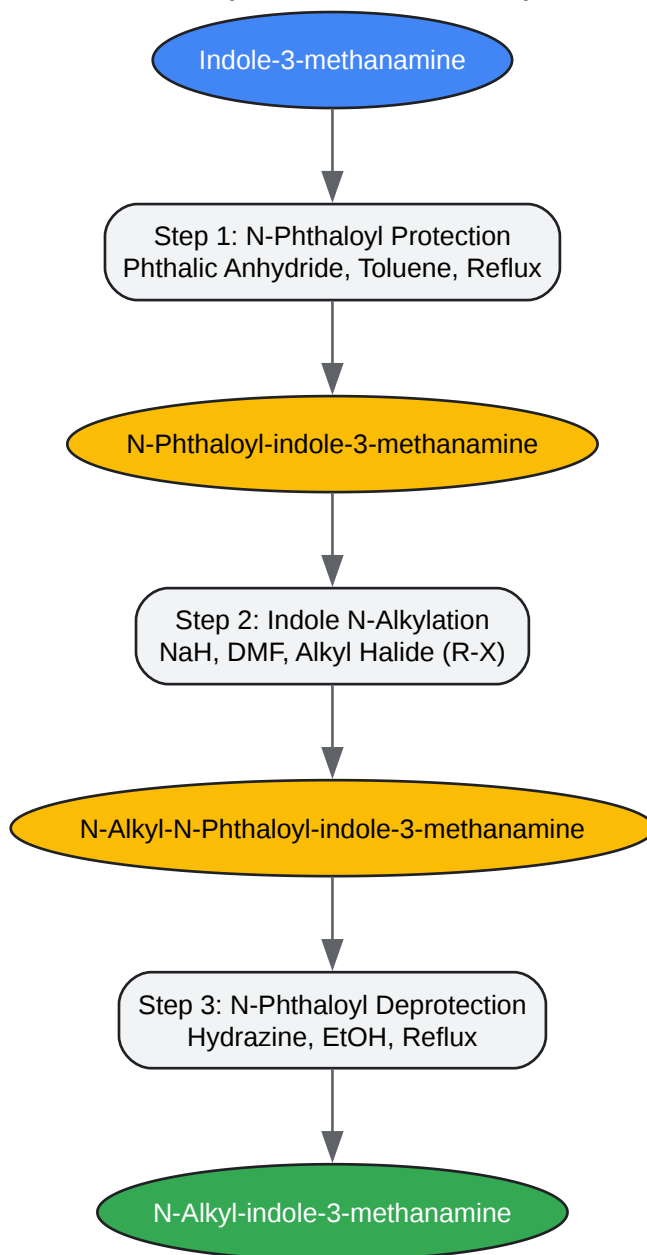 Indole-3-methanamine
Step 1: N-Phthaloyl Protection
Phthalic Anhydride, Toluene, Reflux
N-Phthaloyl-indole-3-methanamine
Step 2: Indole N-Alkylation
NaH, DMF, Alkyl Halide (R-X)
N-Alkyl-N-Phthaloyl-indole-3-methanamine
Step 3: N-Phthaloyl Deprotection
Hydrazine, EtOH, Reflux
N-Alkyl-indole-3-methanamine